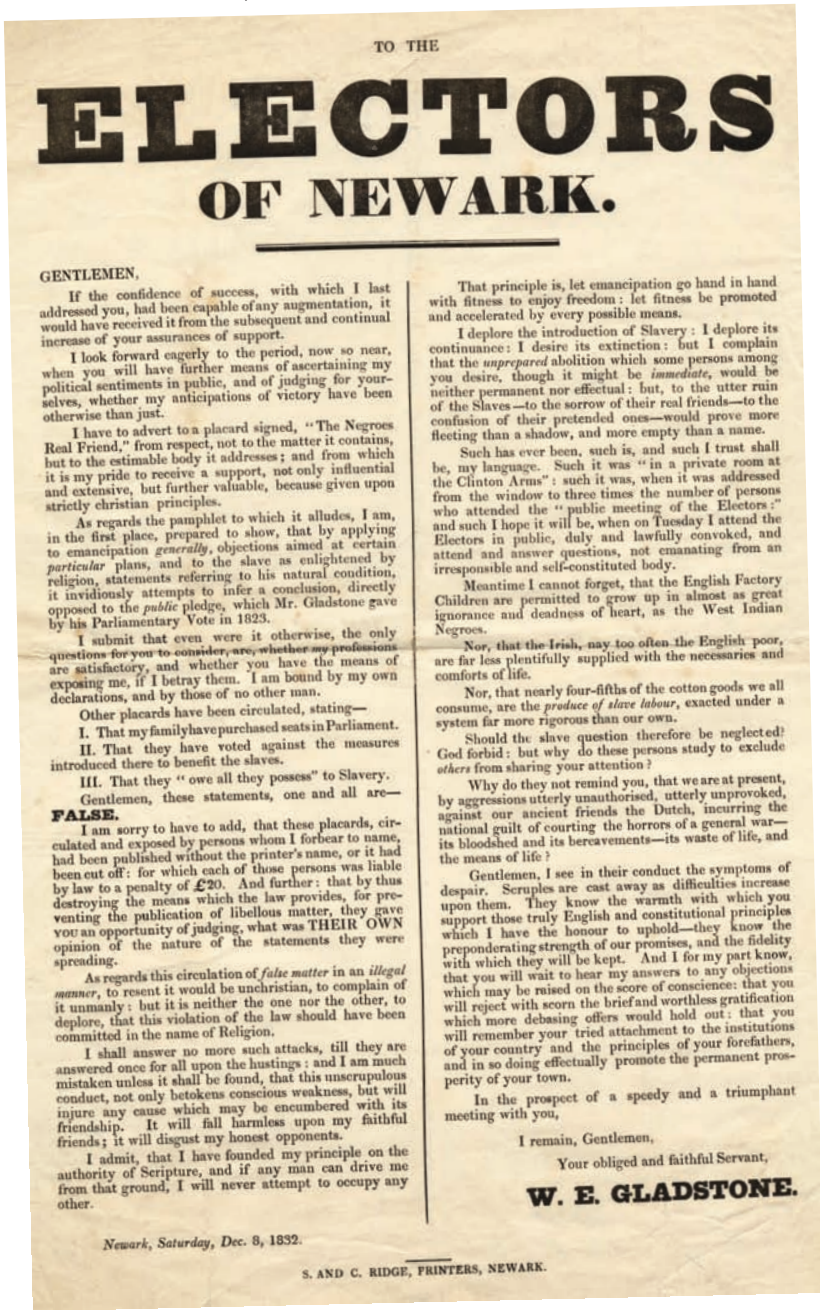 TO THE
ELECTORS
OF NEWARK.
GENTLEMEN,
If the confidence of success, with which I last
addressed you, had been capable of any augmentation, it
would have received it from the subsequent and continual
increase of your assurances of support.
I look forward eagerly to the period, now so near,
when you will have further means of ascertaining my
political sentiments in public, and of judging for your-
selves, whether my anticipations of victory have been
otherwise than just.
I have to advert to a placard signed, "The Negroes
Real Friend," from respect, not to the matter it contains,
but to the estimable body it addresses; and from which
it is my pride to receive a support, not only influential
and extensive, but further valuable, because given upon
strictly christian principles.
As regards the pamphlet to which it alludes, I am,
in the first place, prepared to show, that by applying
to emancipation generally, objections aimed at certain
particular plans, and to the slave as enlightened by
religion, statements referring to his natural condition,
it invidiously attempts to infer a conclusion, directly
opposed to the public pledge, which Mr. Gladstone gave
by his Parliamentary Vote in 1823.
I submit that even were it otherwise, the only
questions for you to consider, are, whether my professions
are satisfactory, and whether you have the means of
exposing me, if I betray them. I am bound by my own
declarations, and by those of no other man.
Other placards have been circulated, stating—
I. That my family have purchased seats in Parliament.
II. That they have voted against the measures
introduced there to benefit the slaves.
III. That they "owe all they possess" to Slavery.
Gentlemen, these statements, one and all are—
FALSE.
I am sorry to have to add, that these placards, cir-
culated and exposed by persons whom I forbear to name,
had been published without the printer's name, or it had
been cut off: for which each of those persons was liable
by law to a penalty of £20. And further: that by thus
destroying the means which the law provides, for pre-
venting the publication of libellous matter, they gave
you an opportunity of judging, what was THEIR OWN
opinion of the nature of the statements they were
spreading.
As regards this circulation of false matter in an illegal
manner, to resent it would be unchristian, to complain of
it unmanly: but it is neither the one nor the other, to
deplore, that this violation of the law should have been
committed in the name of Religion.
I shall answer no more such attacks, till they are
answered once for all upon the hustings: and I am much
mistaken unless it shall be found, that this unscrupulous
conduct, not only betokens conscious weakness, but will
injure any cause which may be encumbered with its
friendship. It will fall harmless upon my faithful
friends; it will disgust my honest opponents.
I admit, that I have founded my principle on the
authority of Scripture, and if any man can drive me
from that ground, I will never attempt to occupy any
other.
That principle is, let emancipation go hand in hand
with fitness to enjoy freedom: let fitness be promoted
and accelerated by every possible means.
I deplore the introduction of Slavery: I deplore its
continuance: I desire its extinction: but I complain
that the unprepared abolition which some persons among
you desire, though it might be immediate, would be
neither permanent nor effectual: but, to the utter ruin
of the Slaves—to the sorrow of their real friends—to the
confusion of their pretended ones—would prove more
fleeting than a shadow, and more empty than a name.
Such has ever been, such is, and such I trust shall
be, my language. Such it was "in a private room at
the Clinton Arms": such it was, when it was addressed
from the window to three times the number of persons
who attended the "public meeting of the Electors:"
and such I hope it will be, when on Tuesday I attend the
Electors in public, duly and lawfully convoked, and
attend and answer questions, not emanating from an
irresponsible and self-constituted body.
Meantime I cannot forget, that the English Factory
Children are permitted to grow up in almost as great
ignorance and deadness of heart, as the West Indian
Negroes.
Nor, that the Irish, nay too often the English poor,
are far less plentifully supplied with the necessaries and
comforts of life.
Nor, that nearly four-fifths of the cotton goods we all
consume, are the produce of slave labour, exacted under a
system far more rigorous than our own.
Should the slave question therefore be neglected?
God forbid: but why do these persons study to exclude
others from sharing your attention?
Why do they not remind you, that we are at present,
by aggressions utterly unauthorised, utterly unprovoked,
against our ancient friends the Dutch, incurring the
national guilt of courting the horrors of a general war—
its bloodshed and its bereavements—its waste of life, and
the means of life?
Gentlemen, I see in their conduct the symptoms of
despair. Scruples are cast away as difficulties increase
upon them. They know the warmth with which you
support those truly English and constitutional principles
which I have the honour to uphold—they know the
preponderating strength of our promises, and the fidelity
with which they will be kept. And I for my part know,
that you will wait to hear my answers to any objections
which may be raised on the score of conscience: that you
will reject with scorn the brief and worthless gratification
which more debasing offers would hold out: that you
will remember your tried attachment to the institutions
of your country and the principles of your forefathers,
and in so doing effectually promote the permanent pros-
perity of your town.
In the prospect of a speedy and a triumphant
meeting with you,
I remain, Gentlemen,
Your obliged and faithful Servant,
W. E. GLADSTONE.
Newark, Saturday, Dec. 8, 1832.
S. AND C. RIDGE, PRINTERS, NEWARK.